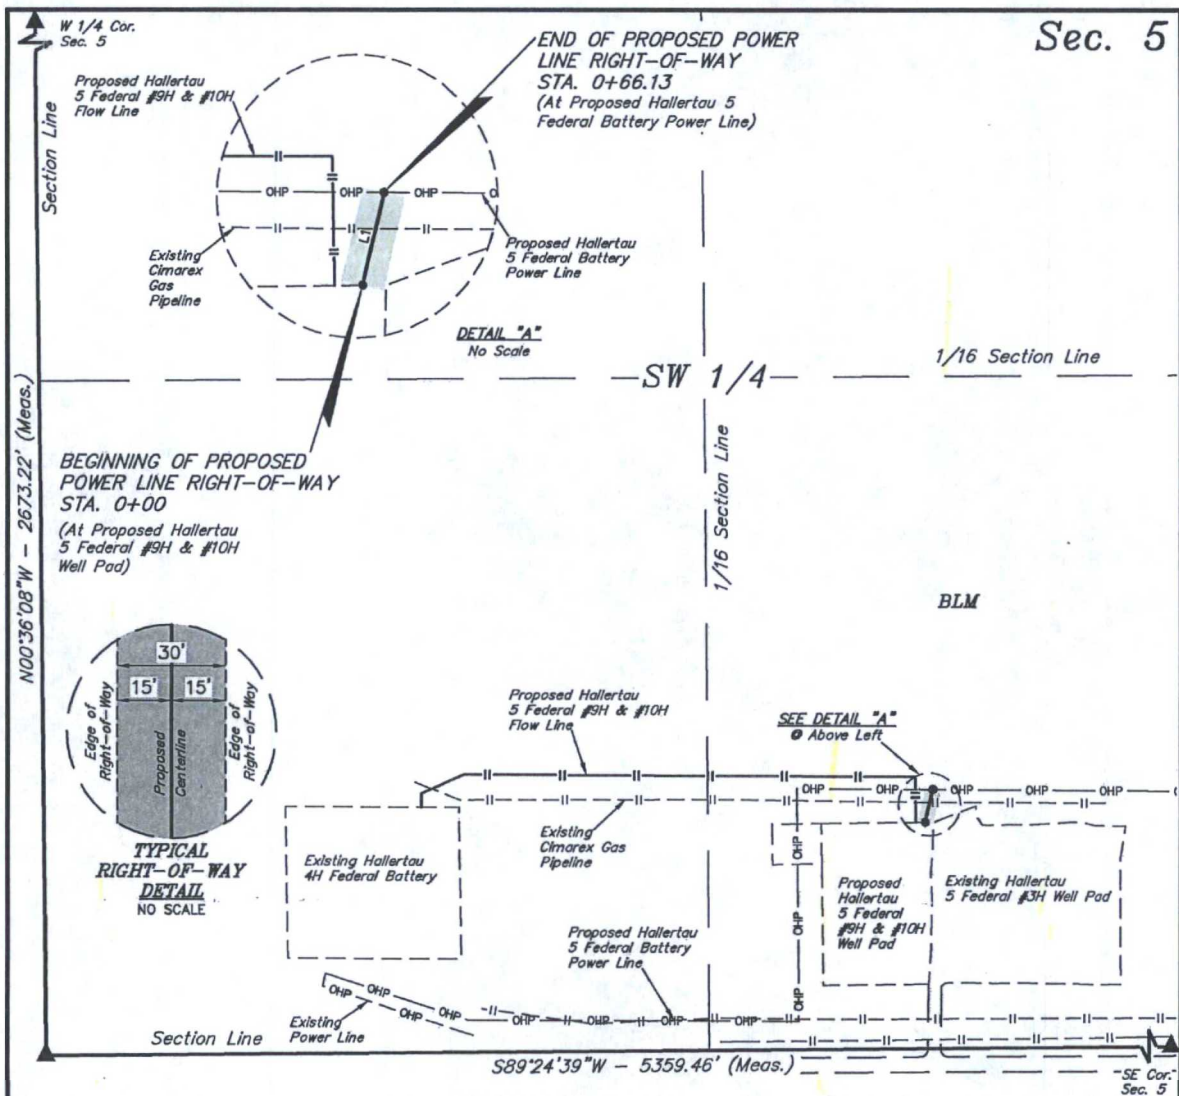 W 1/4 Cor.
Sec. 5
Sec. 5
END OF PROPOSED POWER
LINE RIGHT-OF-WAY
STA. 0+66.13
(At Proposed Hallertau 5
Federal Battery Power Line)
Proposed Hallertau
5 Federal #9H & #10H
Flow Line
Section Line
OHP
OHP
OHP
O
L1
Existing
Cimarex
Gas
Pipeline
Proposed Hallertau
5 Federal Battery
Power Line
DETAIL "A"
No Scale
1/16 Section Line
SW 1/4
N00°36'08"W - 2673.22' (Meas.)
BEGINNING OF PROPOSED
POWER LINE RIGHT-OF-WAY
STA. 0+00
(At Proposed Hallertau
5 Federal #9H & #10H
Well Pad)
1/16 Section Line
BLM
30'
15'
15'
Edge of
Right-of-Way
Proposed
Centerline
Edge of
Right-of-Way
TYPICAL
RIGHT-OF-WAY
DETAIL
NO SCALE
Proposed Hallertau
5 Federal #9H & #10H
Flow Line
SEE DETAIL "A"
@ Above Left
OHP
OHP
OHP
OHP
OHP
O
Existing
Cimarex Gas
Pipeline
Existing Hallertau
4H Federal Battery
OHP
OHP
OHP
Proposed
Hallertau
5 Federal
#9H & #10H
Well Pad
Existing Hallertau
5 Federal #3H Well Pad
Proposed Hallertau
5 Federal Battery
Power Line
OHP
OHP
OHP
OHP
Existing
Power Line
OHP
OHP
OHP
OHP
Section Line
S89°24'39"W - 5359.46' (Meas.)
SE Cor.
Sec. 5